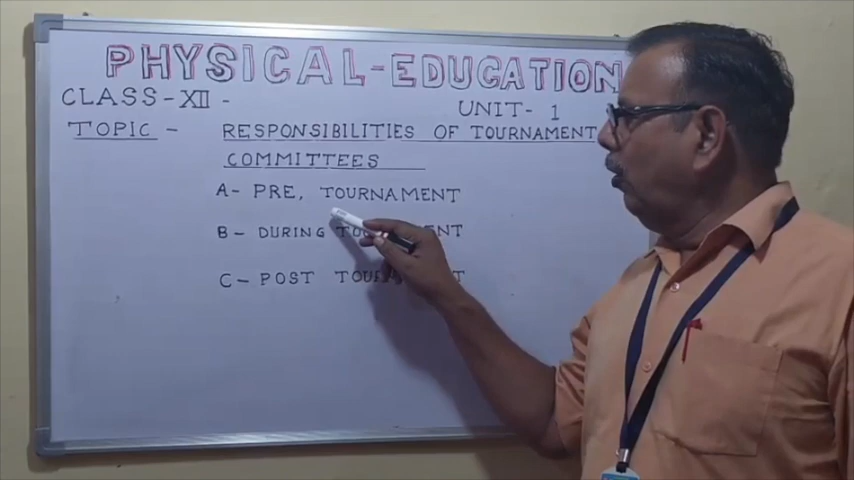 PHYSICAL-EDUCATION
CLASS-XII - UNIT- 1
TOPIC - RESPONSIBILITIES OF TOURNAMENT
COMMITTEES
A- PRE, TOURNAMENT
B- DURING
C- POST